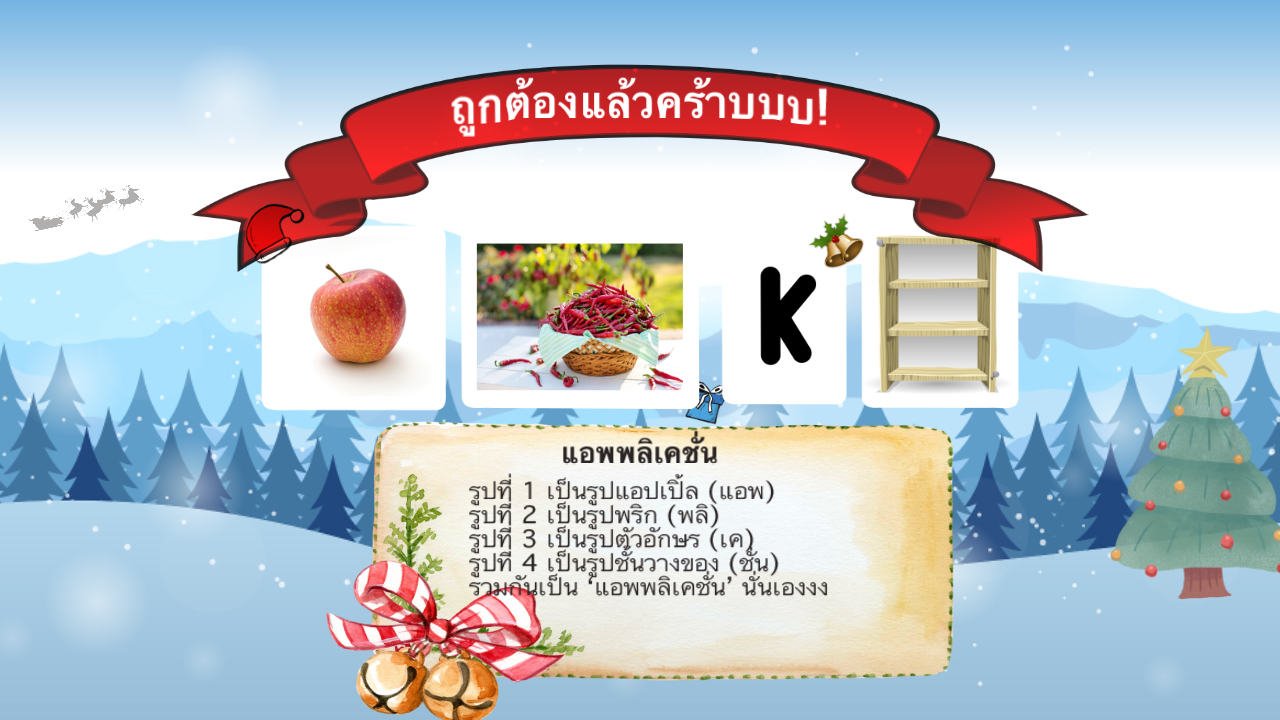 ถูกต้องแล้วคร้าบบบ!
K
แอพพลิเคชั่น
รูปที่ 1 เป็นรูปแอปเปิ้ล (แอพ)
รูปที่ 2 เป็นรูปพริก (พลิ)
รูปที่ 3 เป็นรูปตัวอักษร (เค)
รูปที่ 4 เป็นรูปชั้นวางของ (ชั่น)
รวมกันเป็น ‘แอพพลิเคชั่น’ นั่นเองงง